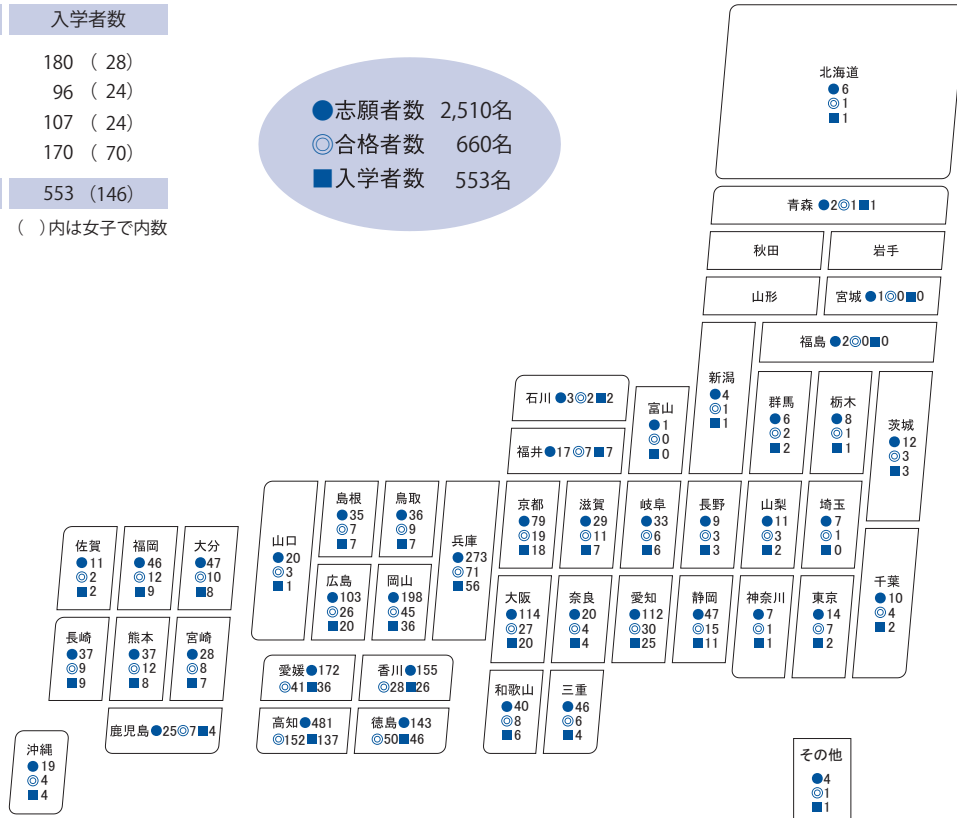 入学者数
180 ( 28)
96 ( 24)
107 ( 24)
170 ( 70)
553 (146)
( )内は女子で内数
●志願者数 2,510名
◎合格者数 660名
■入学者数 553名
北海道
●6
◎1
■1
青森 ●2◎1■1
秋田
岩手
山形
宮城 ●1◎0■0
福島 ●2◎0■0
新潟
●4
◎1
■1
群馬
●6
◎2
■2
栃木
●8
◎1
■1
茨城
●12
◎3
■3
石川 ●3◎2■2
富山
●1
◎0
■0
福井●17◎7■7
島根
●35
◎7
■7
鳥取
●36
◎9
■7
山口
●20
◎3
■1
兵庫
●273
◎71
■56
京都
●79
◎19
■18
滋賀
●29
◎11
■7
岐阜
●33
◎6
■6
長野
●9
◎3
■3
山梨
●11
◎3
■2
埼玉
●7
◎1
■0
佐賀
●11
◎2
■2
福岡
●46
◎12
■9
大分
●47
◎10
■8
広島
●103
◎26
■20
岡山
●198
◎45
■36
大阪
●114
◎27
■20
奈良
●20
◎4
■4
愛知
●112
◎30
■25
静岡
●47
◎15
■11
神奈川
●7
◎1
■1
東京
●14
◎7
■2
千葉
●10
◎4
■2
長崎
●37
◎9
■9
熊本
●37
◎12
■8
宮崎
●28
◎8
■7
愛媛●172
◎41■36
香川●155
◎28■26
和歌山
●40
◎8
■6
三重
●46
◎6
■4
鹿児島●25◎7■4
高知●481
◎152■137
徳島●143
◎50■46
沖縄
●19
◎4
■4
その他
●4
◎1
■1